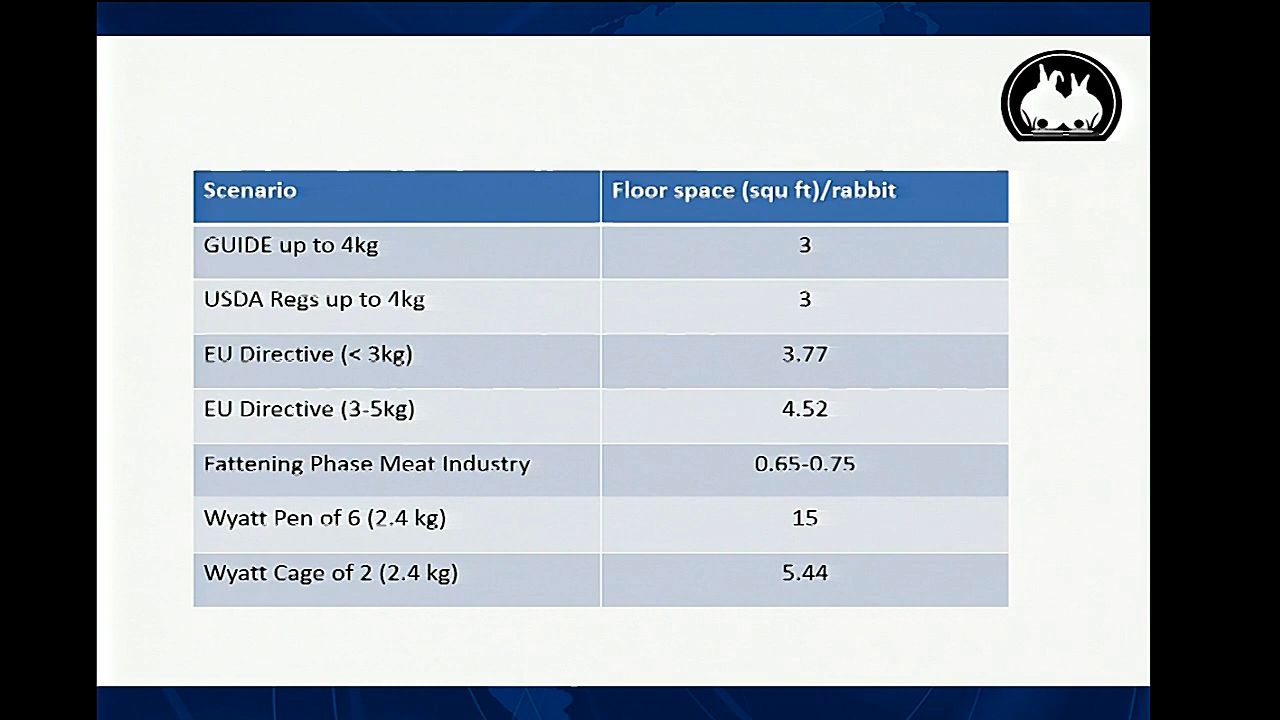 Scenario Floor space (squ ft)/rabbit
GUIDE up to 4kg 3
USDA Regs up to 4kg 3
EU Directive (< 3kg) 3.77
EU Directive (3-5kg) 4.52
Fattening Phase Meat Industry 0.65-0.75
Wyatt Pen of 6 (2.4 kg) 15
Wyatt Cage of 2 (2.4 kg) 5.44